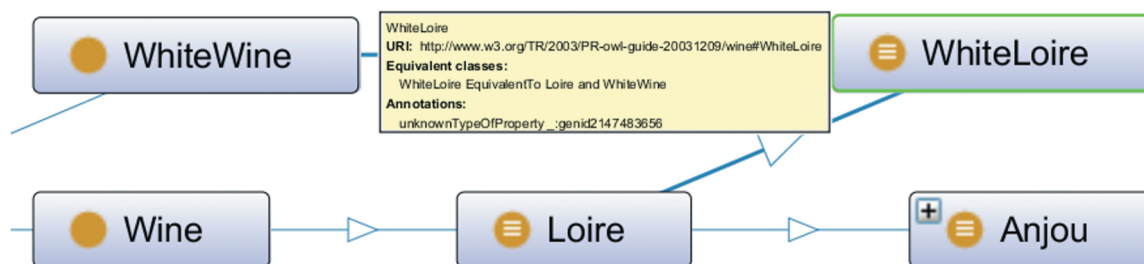 WhiteWine
WhiteLoire
URI: http://www.w3.org/TR/2003/PR-owl-guide-20031209/wine#WhiteLoire
Equivalent classes:
WhiteLoire EquivalentTo Loire and WhiteWine
Annotations:
unknownTypeOfProperty _:genid2147483656
WhiteLoire
Wine
Loire
Anjou